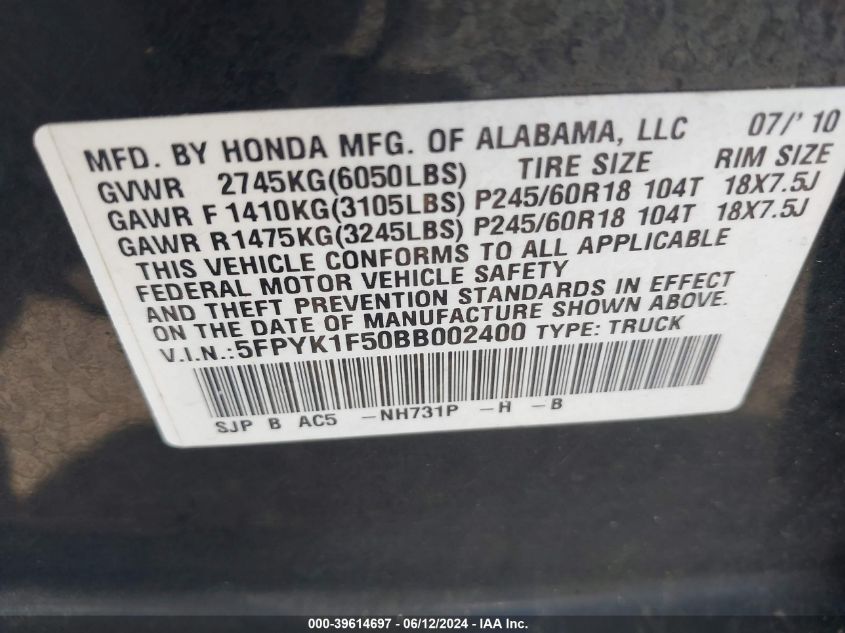 MFD. BY HONDA MFG. OF ALABAMA, LLC 07/'10
GVWR 2745KG(6050LBS) TIRE SIZE RIM SIZE
GAWR F 1410KG(3105LBS) P245/60R18 104T 18X7.5J
GAWR R1475KG(3245LBS) P245/60R18 104T 18X7.5J
THIS VEHICLE CONFORMS TO ALL APPLICABLE
FEDERAL MOTOR VEHICLE SAFETY
AND THEFT PREVENTION STANDARDS IN EFFECT
ON THE DATE OF MANUFACTURE SHOWN ABOVE.
V.I.N.:5FPYK1F50BB002400 TYPE: TRUCK
SJP B AC5 -NH731P -H -B
000-39614697 - 06/12/2024 - IAA Inc.